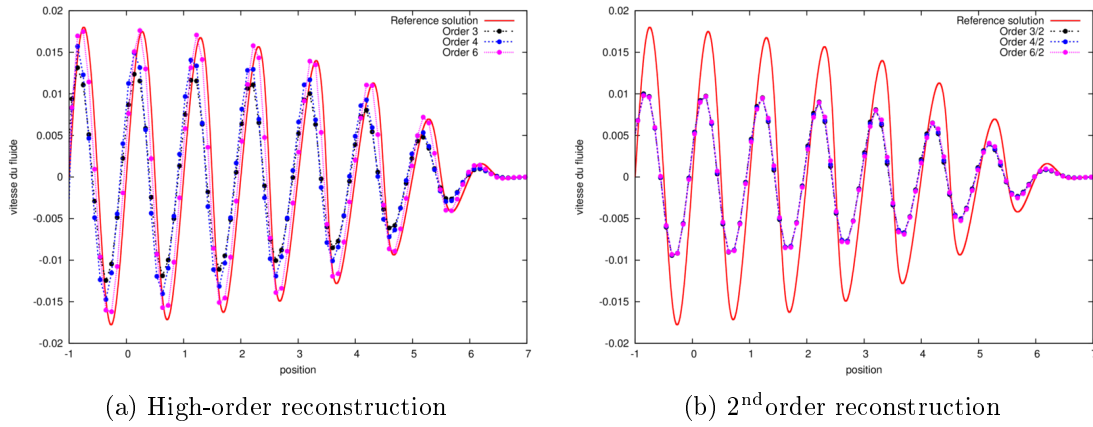 Reference solution
Order 3
Order 4
Order 6
0.02
0.015
0.01
0.005
0
-0.005
-0.01
-0.015
-0.02
vitesse du fluide
-1 0 1 2 3 4 5 6 7
position
(a) High-order reconstruction
Reference solution
Order 3/2
Order 4/2
Order 6/2
0.02
0.015
0.01
0.005
0
-0.005
-0.01
-0.015
-0.02
vitesse du fluide
-1 0 1 2 3 4 5 6 7
position
(b) 2nd order reconstruction